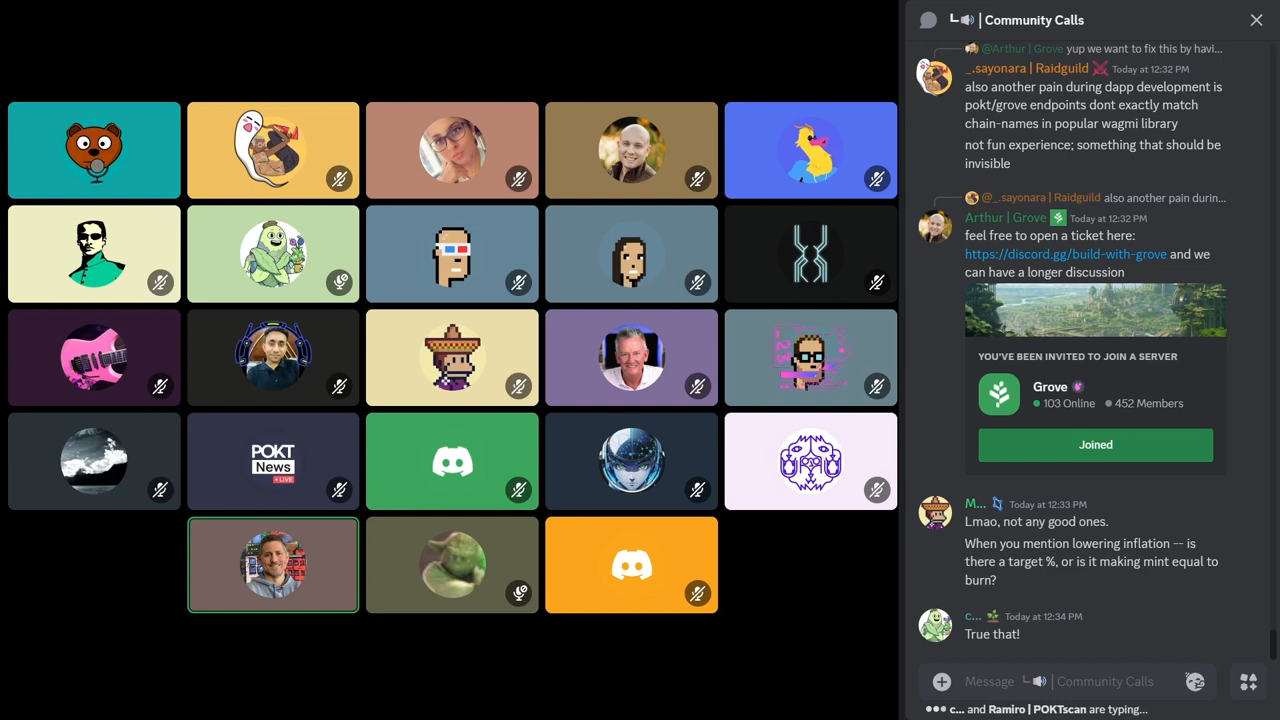 ┗🔊 | Community Calls
@Arthur | Grove yup we want to fix this by havi...
_.sayonara | Raidguild Today at 12:32 PM
also another pain during dapp development is
pokt/grove endpoints dont exactly match
chain-names in popular wagmi library
not fun experience; something that should be
invisible
@_.sayonara | Raidguild also another pain durin...
Arthur | Grove Today at 12:32 PM
feel free to open a ticket here:
https://discord.gg/build-with-grove and we
can have a longer discussion
YOU'VE BEEN INVITED TO JOIN A SERVER
Grove
103 Online 452 Members
Joined
M... Today at 12:33 PM
Lmao, not any good ones.
When you mention lowering inflation -- is
there a target %, or is it making mint equal to
burn?
c... Today at 12:34 PM
True that!
Message ┗🔊 | Community Calls
c... and Ramiro | POKTscan are typing...
POKT
News
LIVE